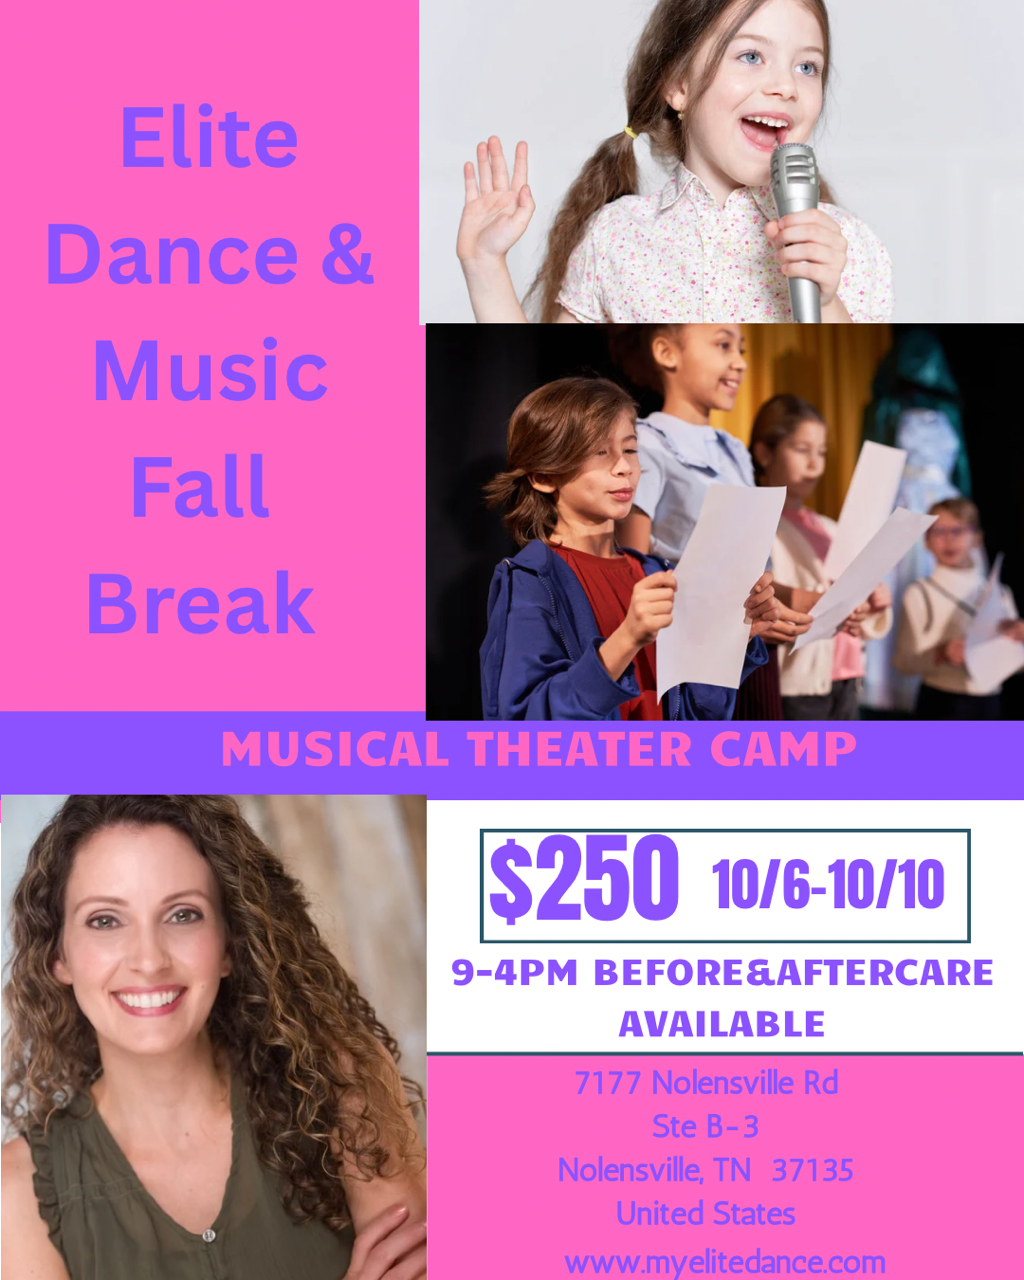 Elite
Dance &
Music
Fall
Break
MUSICAL THEATER CAMP
$250 10/6-10/10
9-4PM BEFORE&AFTERCARE
AVAILABLE
7177 Nolensville Rd
Ste B-3
Nolensville, TN 37135
United States
www.myelitedance.com